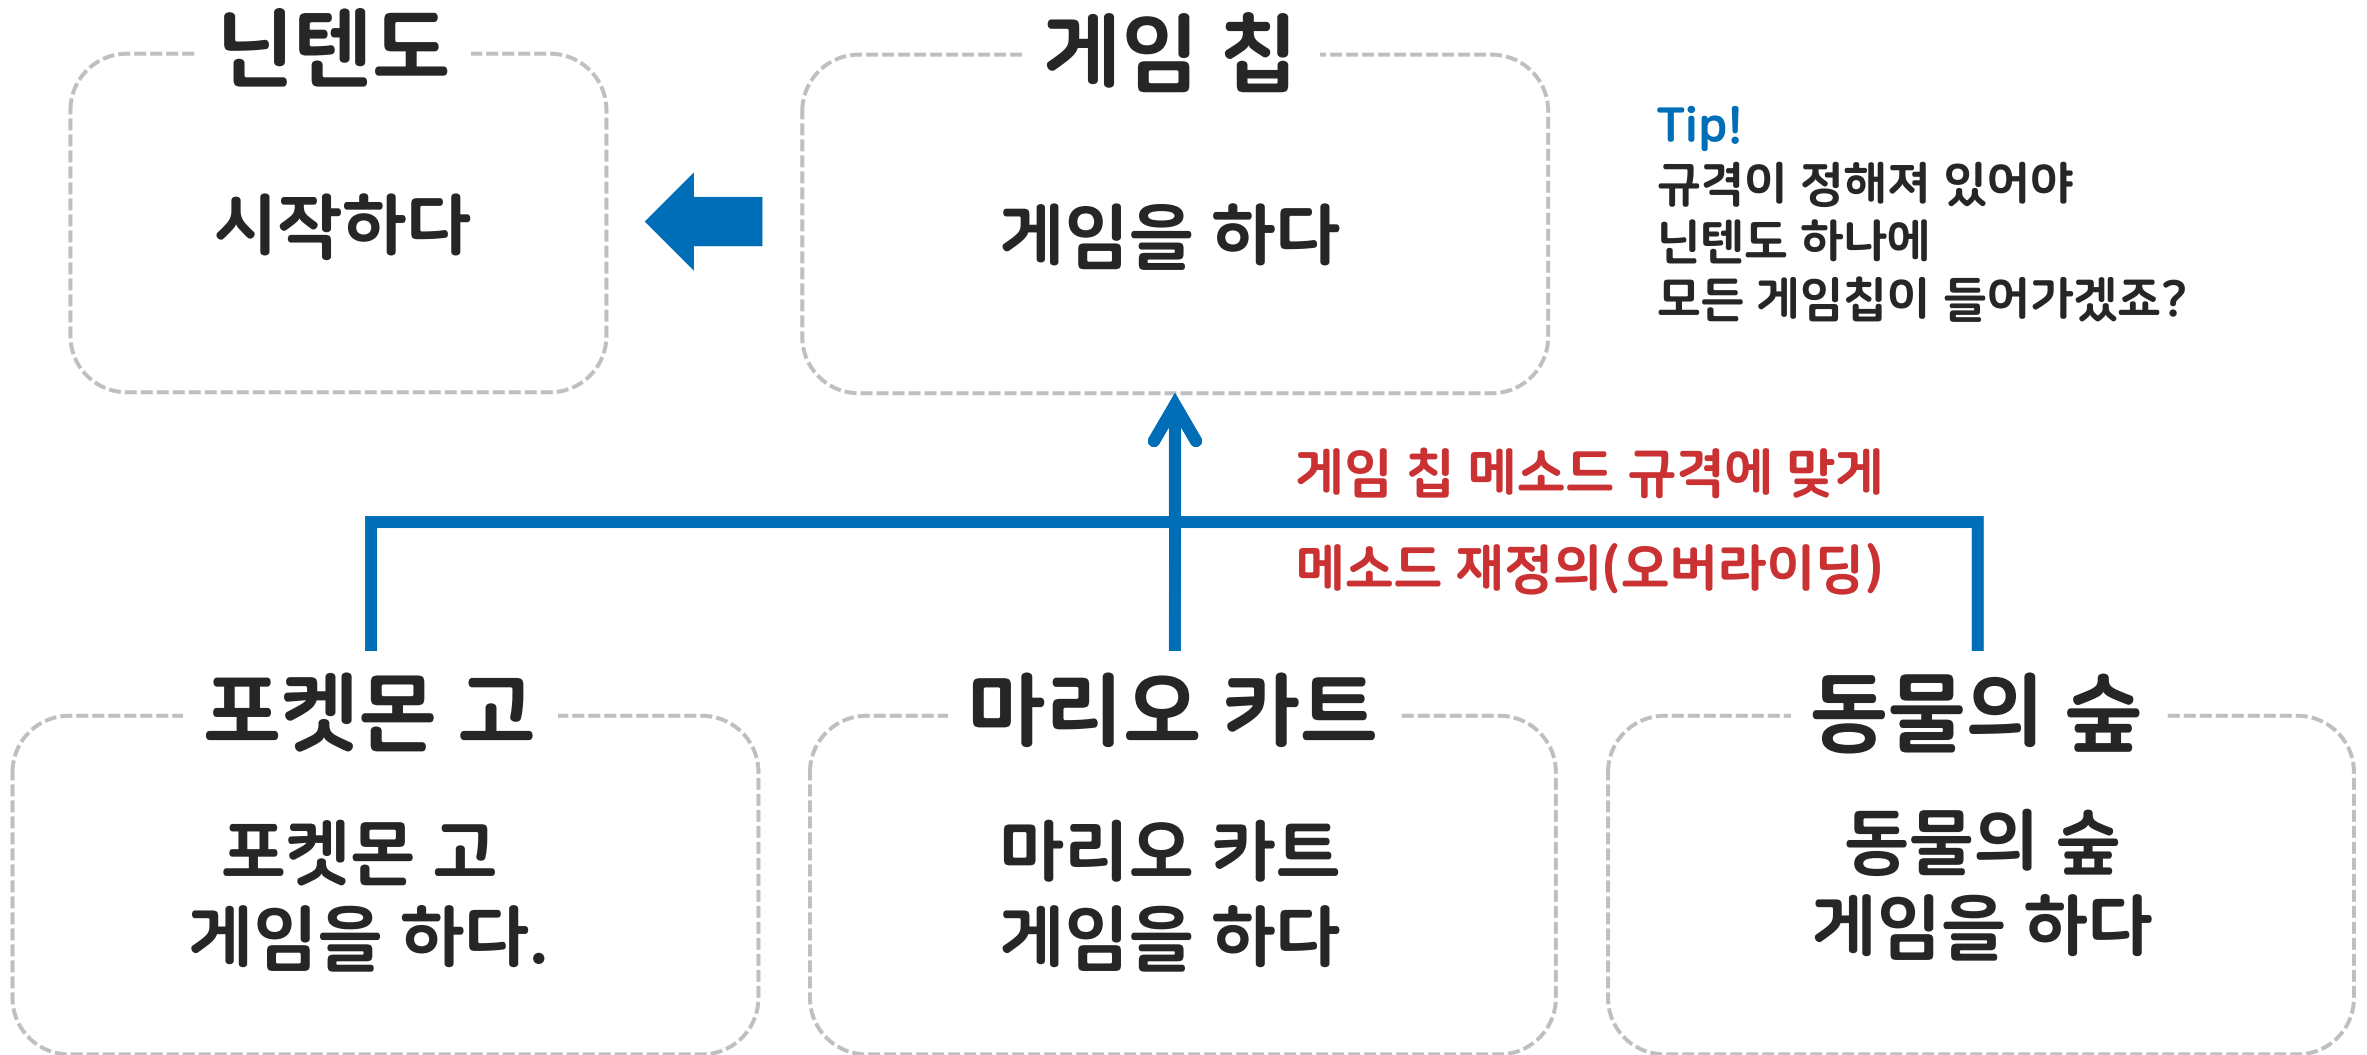 닌텐도
시작하다
게임 칩
게임을 하다
Tip!
규격이 정해져 있어야
닌텐도 하나에
모든 게임칩이 들어가겠죠?
게임 칩 메소드 규격에 맞게
메소드 재정의(오버라이딩)
포켓몬 고
포켓몬 고
게임을 하다.
마리오 카트
마리오 카트
게임을 하다
동물의 숲
동물의 숲
게임을 하다